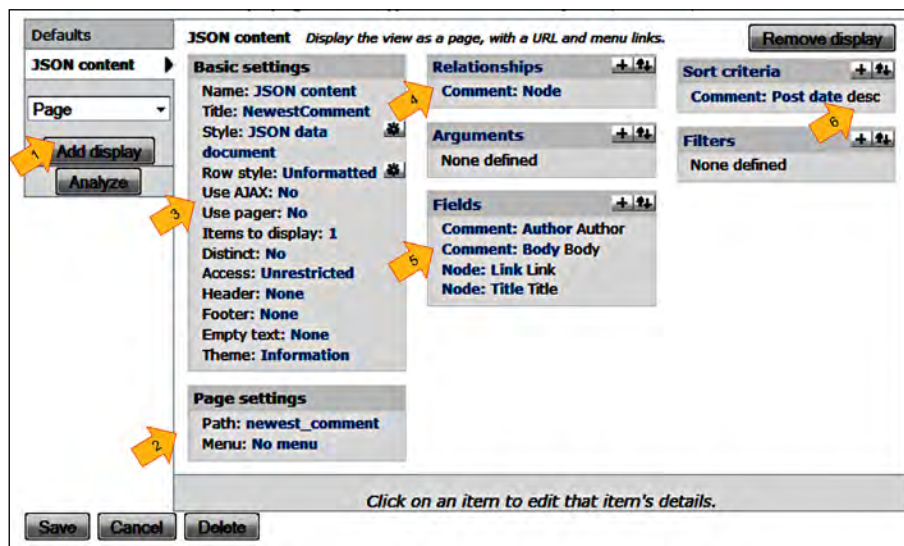 Defaults
JSON content
Page
1
Add display
Analyze
JSON content Display the view as a page, with a URL and menu links.
Remove display
Basic settings
Name: JSON content
Title: NewestComment
Style: JSON data
document
Row style: Unformatted
3
Use AJAX: No
Use pager: No
Items to display: 1
Distinct: No
Access: Unrestricted
Header: None
Footer: None
Empty text: None
Theme: Information
Page settings
2
Path: newest_comment
Menu: No menu
Relationships
4
Comment: Node
Arguments
None defined
Fields
5
Comment: Author Author
Comment: Body Body
Node: Link Link
Node: Title Title
Sort criteria
Comment: Post date desc
6
Filters
None defined
Click on an item to edit that item's details.
Save Cancel Delete